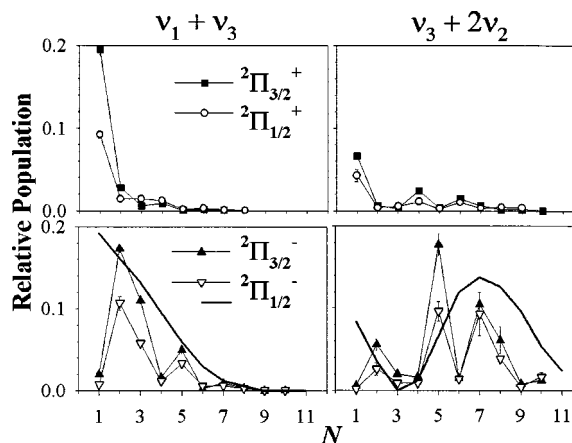 ν₁ + ν₃
ν₃ + 2ν₂
Relative Population
0.2
0.1
0.0
²Π₃/₂⁺
²Π₁/₂⁺
0.2
0.1
0.0
²Π₃/₂⁻
²Π₁/₂⁻
1 3 5 7 9 11
1 3 5 7 9 11
N